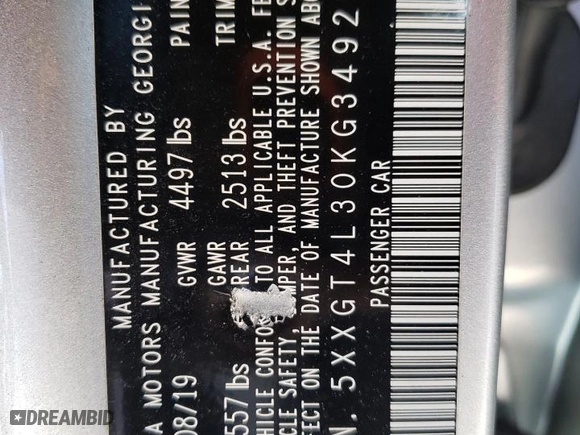 MANUFACTURED BY
A MOTORS MANUFACTURING GEORGI
08/19 GVWR 4497 lbs PAIN
557 lbs GAWR REAR 2513 lbs TRIM
HICLE CONFO TO ALL APPLICABLE U.S.A. FE
CLE SAFETY, MPER, AND THEFT PREVENTION S
FECT ON THE DATE OF MANUFACTURE SHOWN ABO
N. 5XXGT4L30KG3492
PASSENGER CAR
DREAMBID